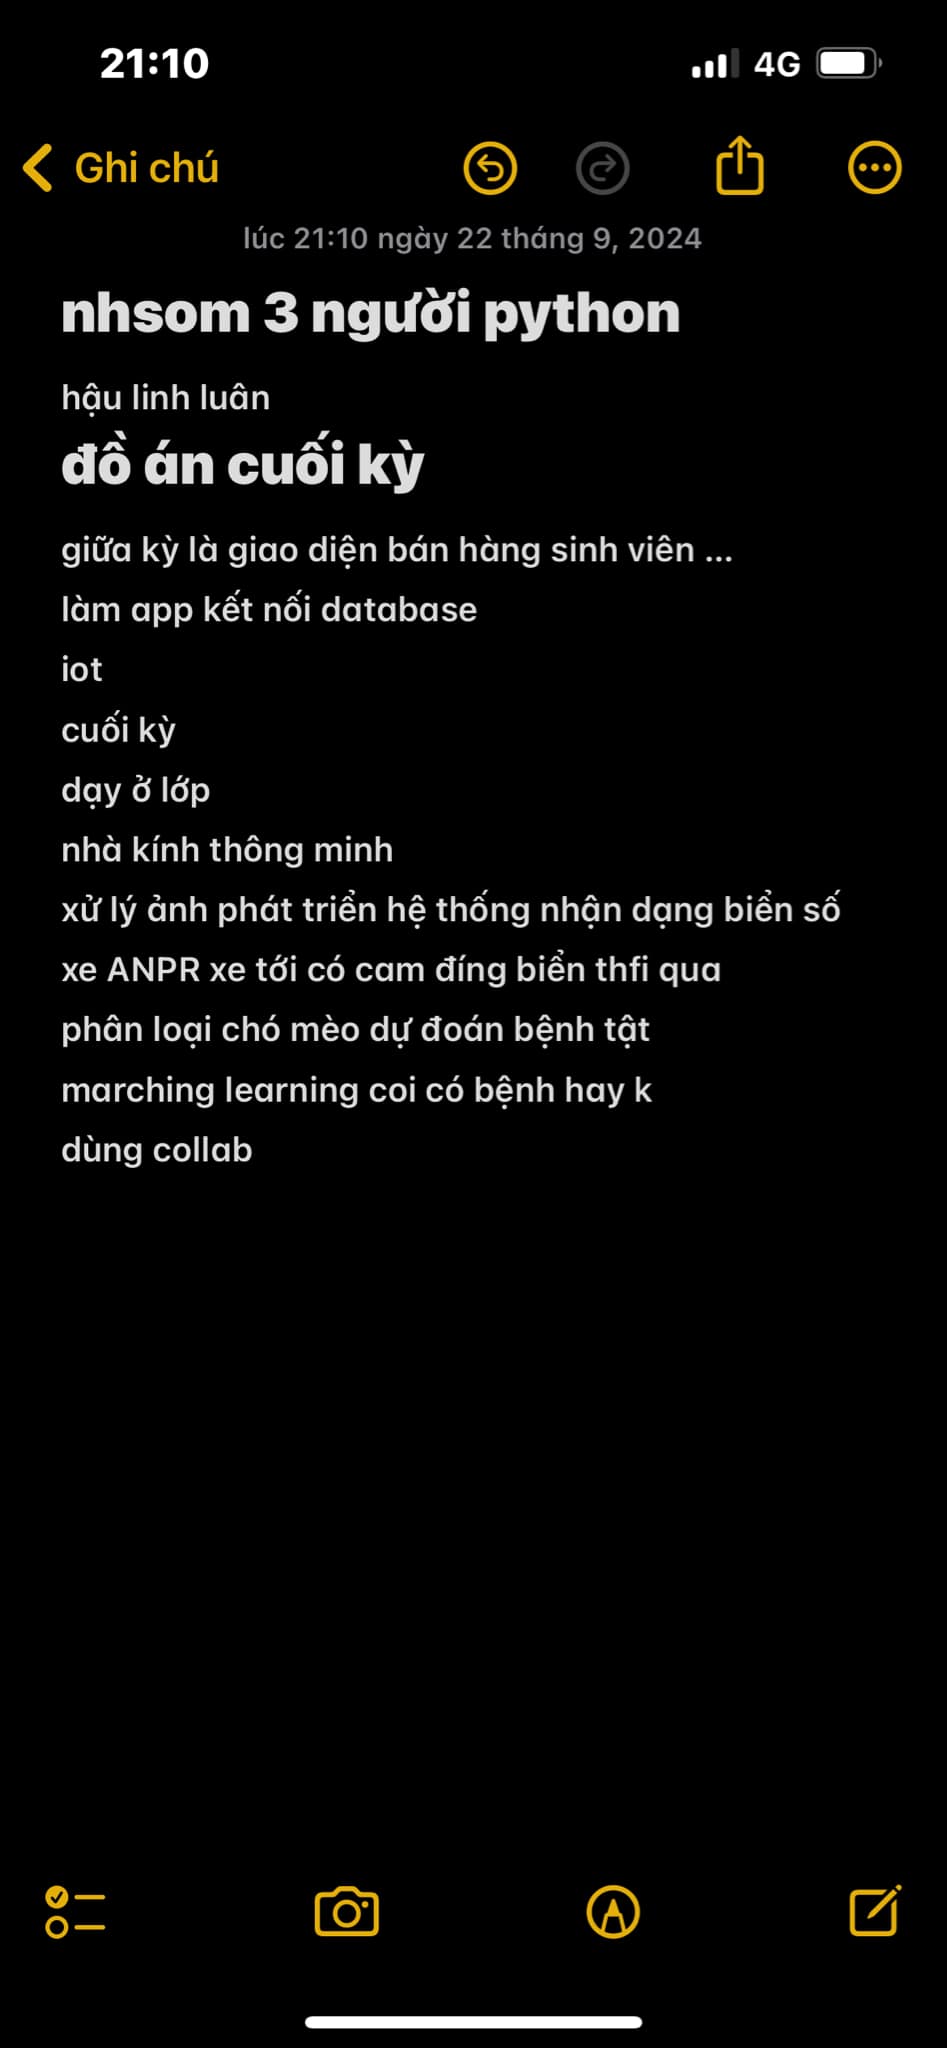 21:10
4G
Ghi chú
lúc 21:10 ngày 22 tháng 9, 2024
nhsom 3 người python
hậu linh luân
đồ án cuối kỳ
giữa kỳ là giao diện bán hàng sinh viên ...
làm app kết nối database
iot
cuối kỳ
dạy ở lớp
nhà kính thông minh
xử lý ảnh phát triển hệ thống nhận dạng biển số
xe ANPR xe tới có cam đíng biển thfi qua
phân loại chó mèo dự đoán bệnh tật
marching learning coi có bệnh hay k
dùng collab